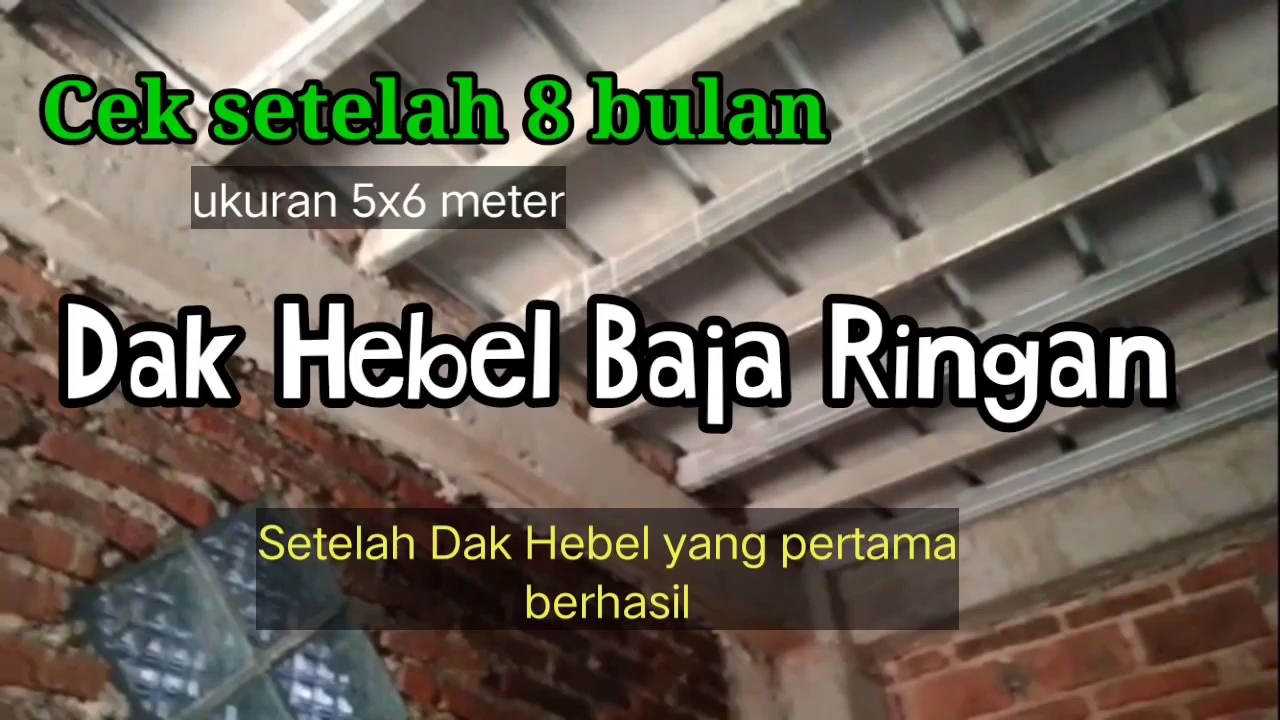 Cek setelah 8 bulan
ukuran 5x6 meter
Dak Hebel Baja Ringan
Setelah Dak Hebel yang pertama
berhasil